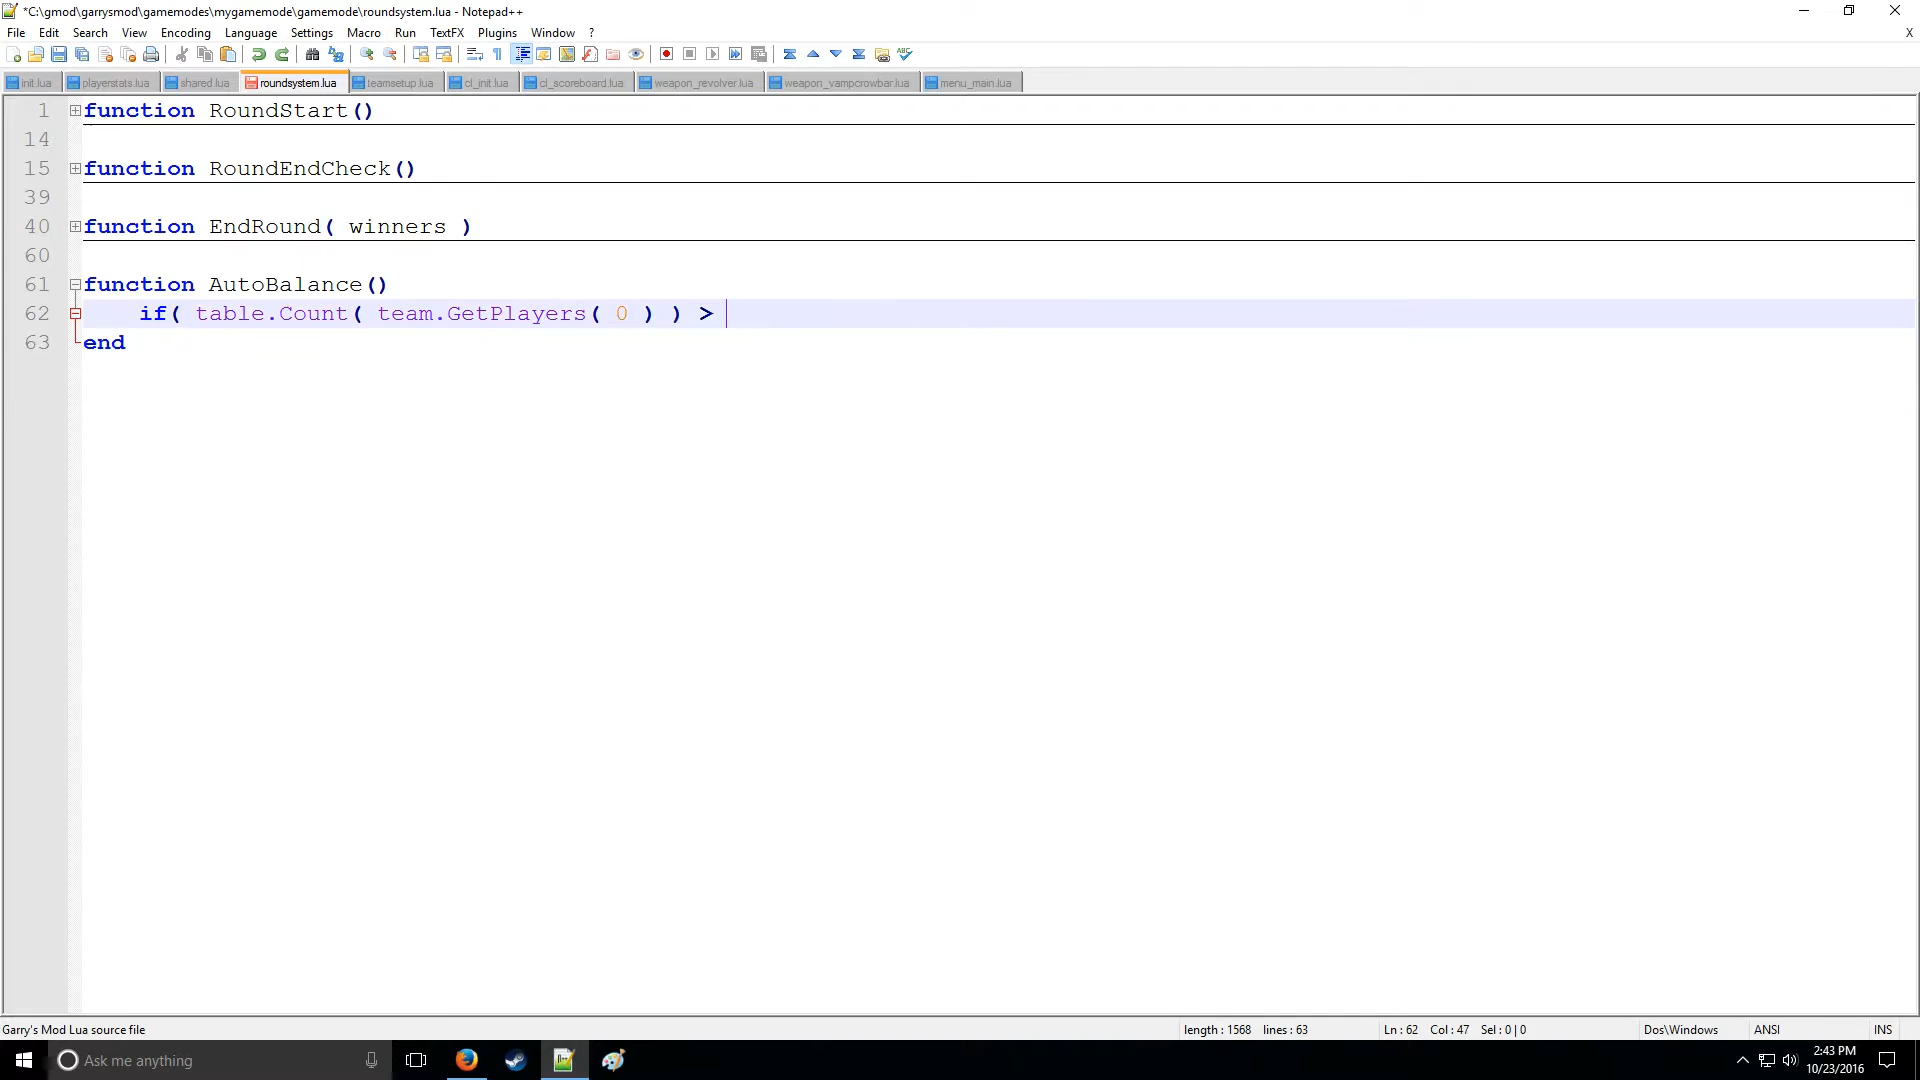 *C:\gmod\garrysmod\gamemodes\mygamemode\gamemode\roundsystem.lua - Notepad++
File Edit Search View Encoding Language Settings Macro Run TextFX Plugins Window ? X
init.lua playerstats.lua shared.lua roundsystem.lua teamsetup.lua cl_init.lua cl_scoreboard.lua weapon_revolver.lua weapon_vampcrowbar.lua menu_main.lua
1 function RoundStart()
14
15 function RoundEndCheck()
39
40 function EndRound( winners )
60
61 function AutoBalance()
62 if( table.Count( team.GetPlayers( 0 ) ) >
63 end
Garry's Mod Lua source file length : 1568 lines : 63 Ln : 62 Col : 47 Sel : 0 | 0 Dos\Windows ANSI INS
Ask me anything 2:43 PM
10/23/2016